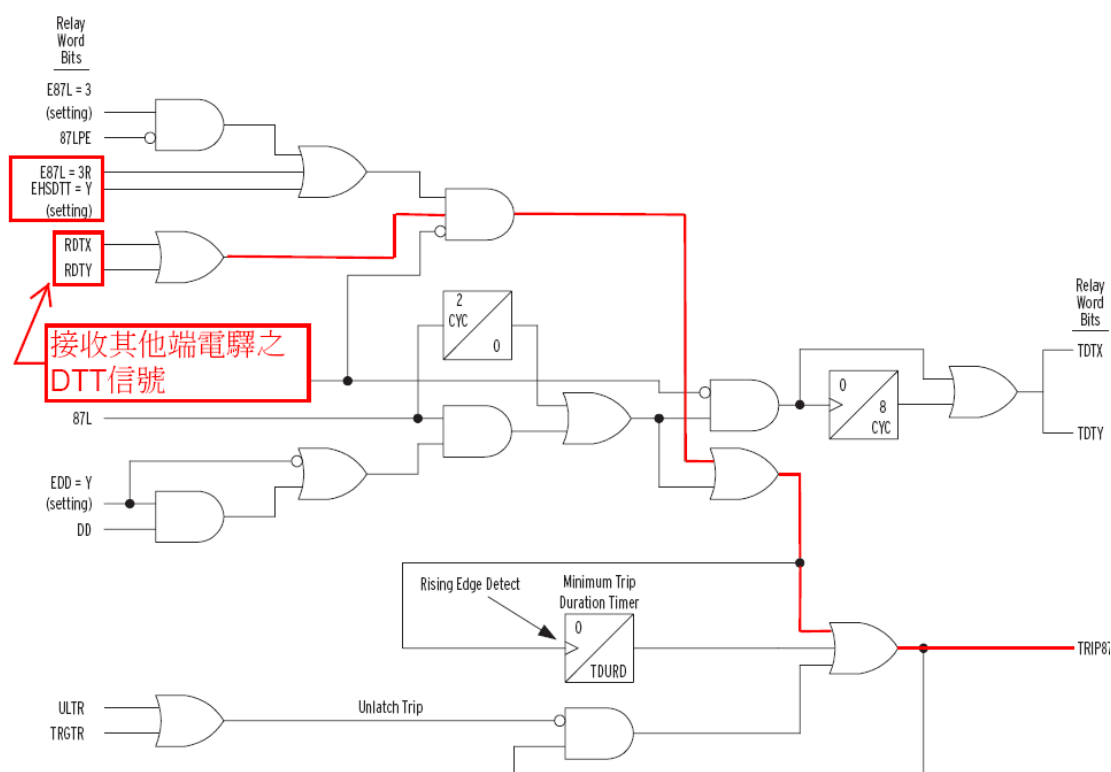 Relay
Word
Bits
E87L = 3
(setting)
87LPE
E87L = 3R
EHSDTT = Y
(setting)
RDTX
RDTY
接收其他端電驛之
DTT信號
2
CYC
0
87L
EDD = Y
(setting)
DD
0
8
CYC
Relay
Word
Bits
TDTX
TDTY
Rising Edge Detect
Minimum Trip
Duration Timer
0
TDURD
TRIP87
ULTR
TRGTR
Unlatch Trip